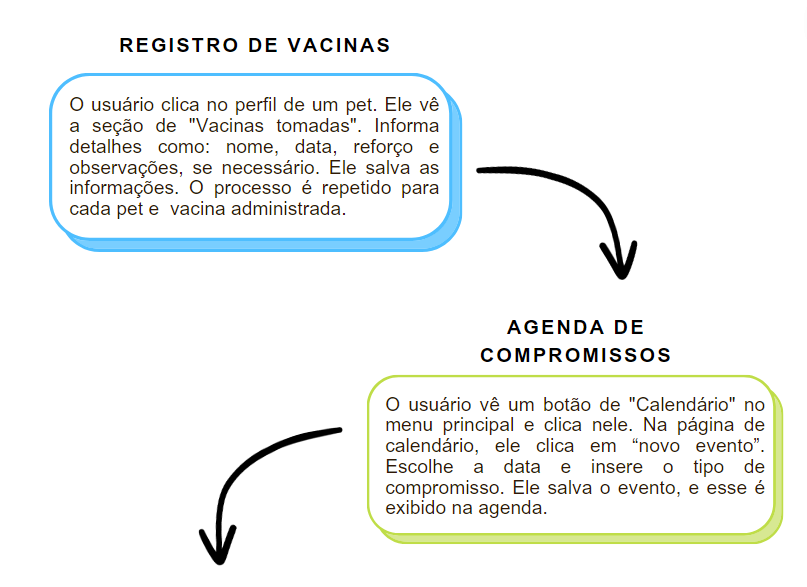 REGISTRO DE VACINAS
O usuário clica no perfil de um pet. Ele vê
a seção de "Vacinas tomadas". Informa
detalhes como: nome, data, reforço e
observações, se necessário. Ele salva as
informações. O processo é repetido para
cada pet e vacina administrada.
AGENDA DE
COMPROMISSOS
O usuário vê um botão de "Calendário" no
menu principal e clica nele. Na página de
calendário, ele clica em “novo evento”.
Escolhe a data e insere o tipo de
compromisso. Ele salva o evento, e esse é
exibido na agenda.